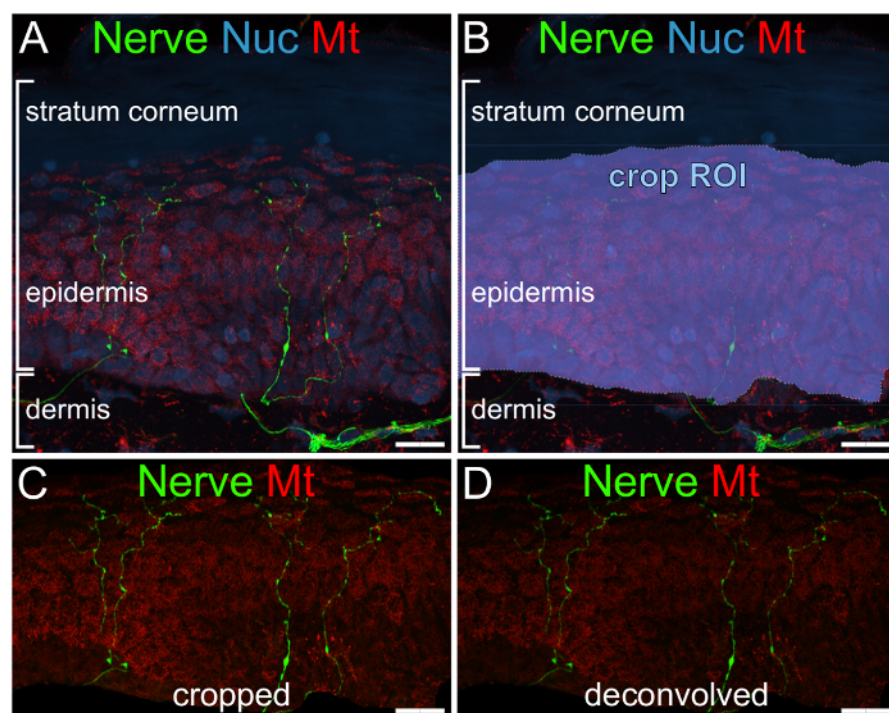 A Nerve Nuc Mt
stratum corneum
epidermis
dermis
B Nerve Nuc Mt
stratum corneum
crop ROI
epidermis
dermis
C Nerve Mt
cropped
D Nerve Mt
deconvolved